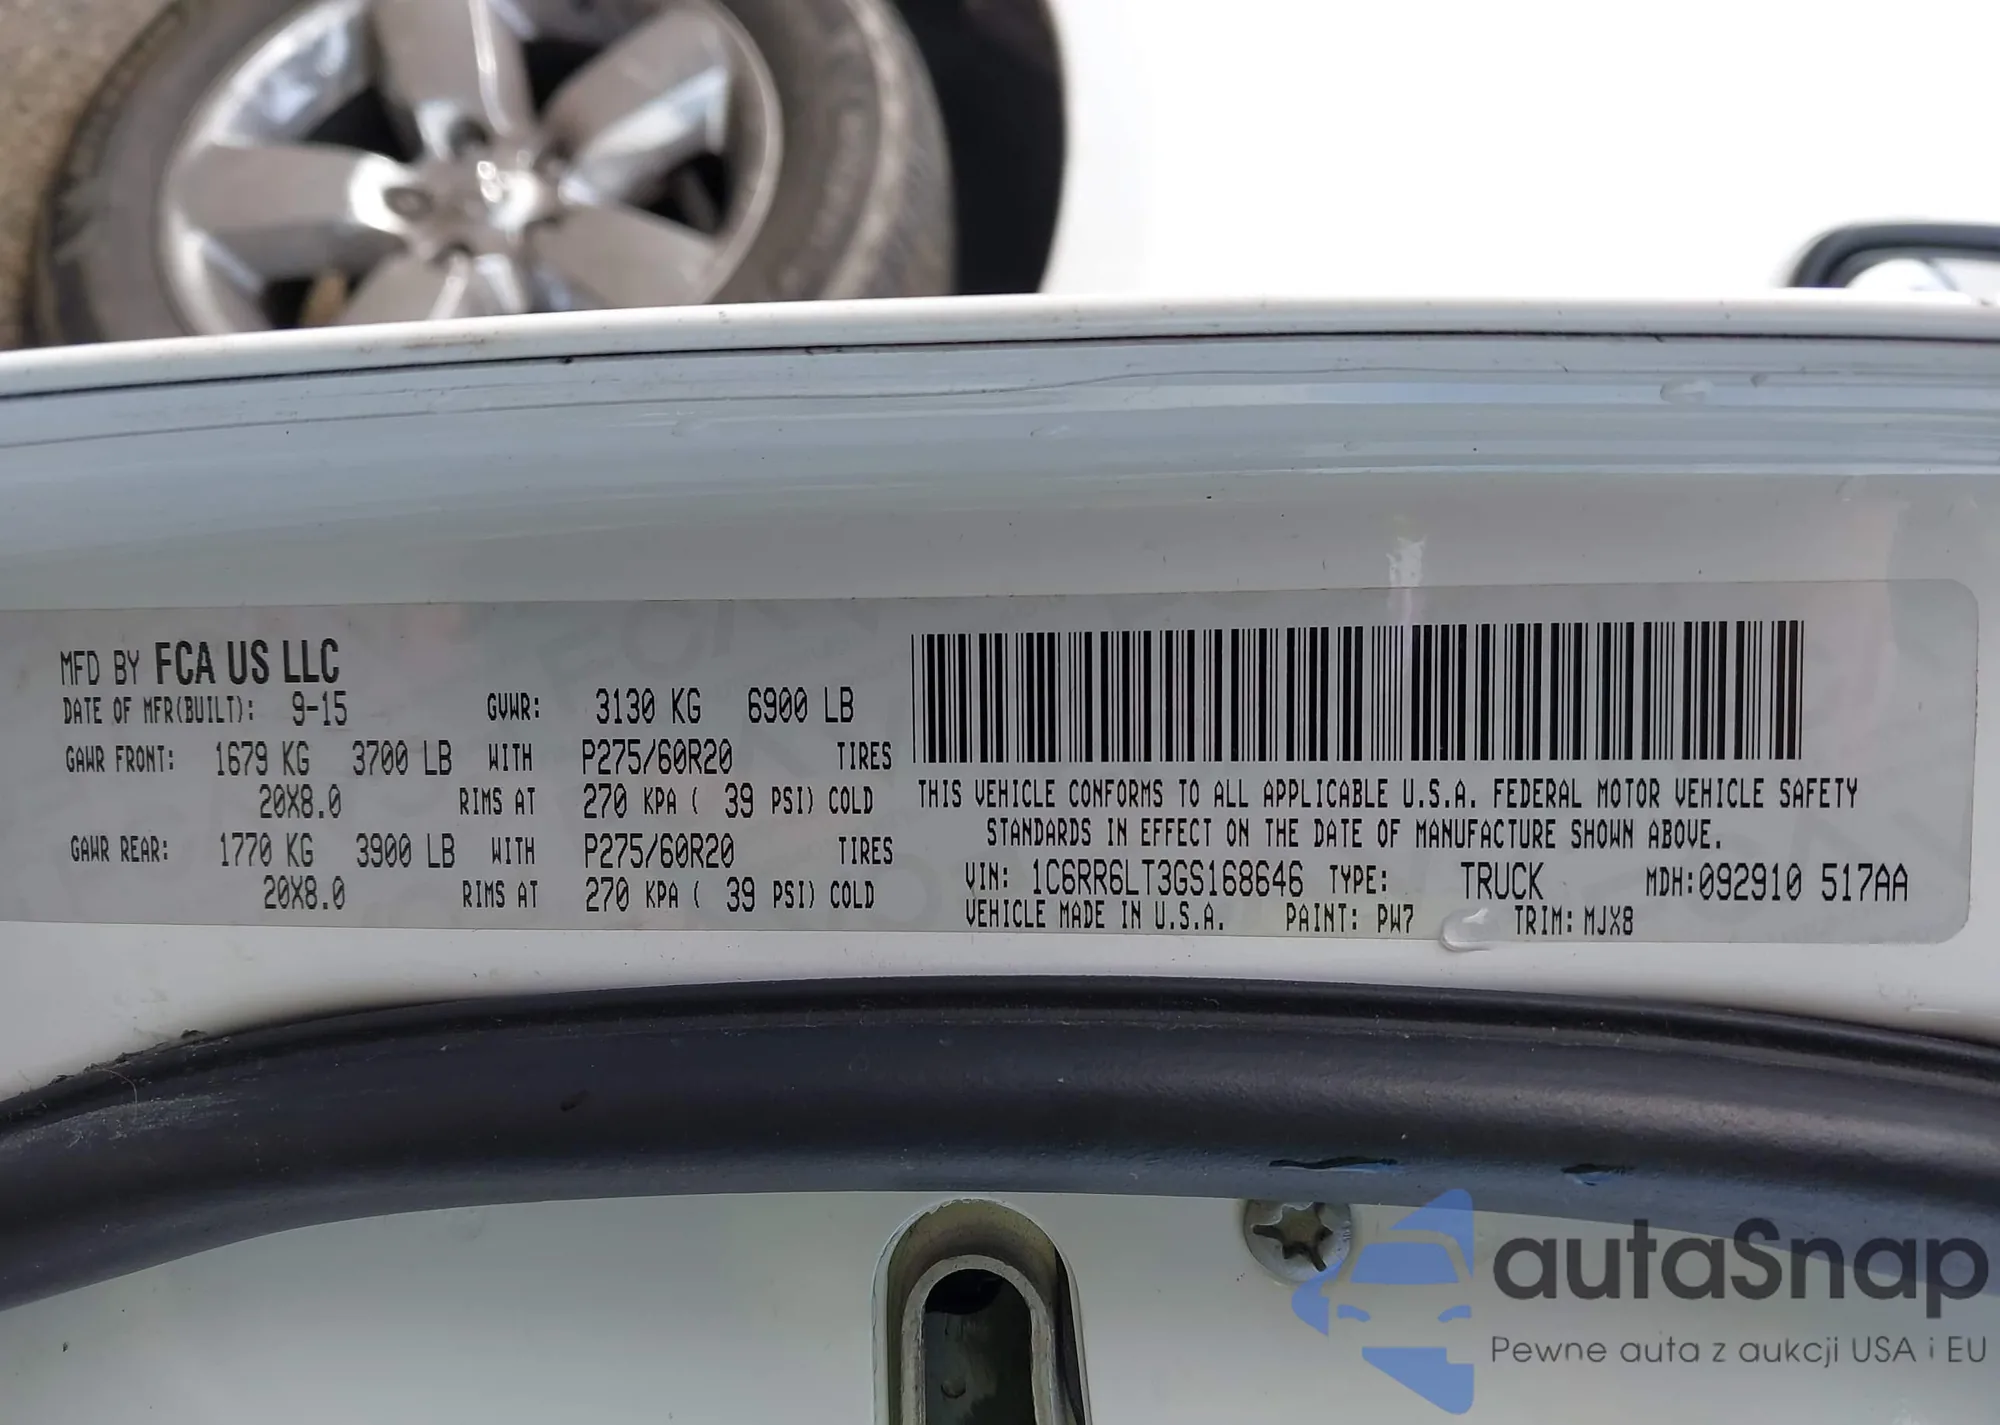 MFD BY FCA US LLC
DATE OF MFR(BUILT): 9-15 GVWR: 3130 KG 6900 LB
GAWR FRONT: 1679 KG 3700 LB WITH P275/60R20 TIRES
20X8.0 RIMS AT 270 KPA ( 39 PSI) COLD
GAWR REAR: 1770 KG 3900 LB WITH P275/60R20 TIRES
20X8.0 RIMS AT 270 KPA ( 39 PSI) COLD
THIS VEHICLE CONFORMS TO ALL APPLICABLE U.S.A. FEDERAL MOTOR VEHICLE SAFETY
STANDARDS IN EFFECT ON THE DATE OF MANUFACTURE SHOWN ABOVE.
VIN: 1C6RR6LT3GS168646 TYPE: TRUCK MDH:092910 517AA
VEHICLE MADE IN U.S.A. PAINT: PW7 TRIM: MJX8
autaSnap
Pewne auta z aukcji USA i EU